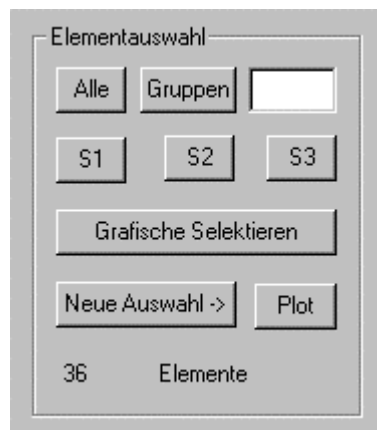 Elementauswahl
Alle Gruppen
S1 S2 S3
Grafische Selektieren
Neue Auswahl -> Plot
36 Elemente